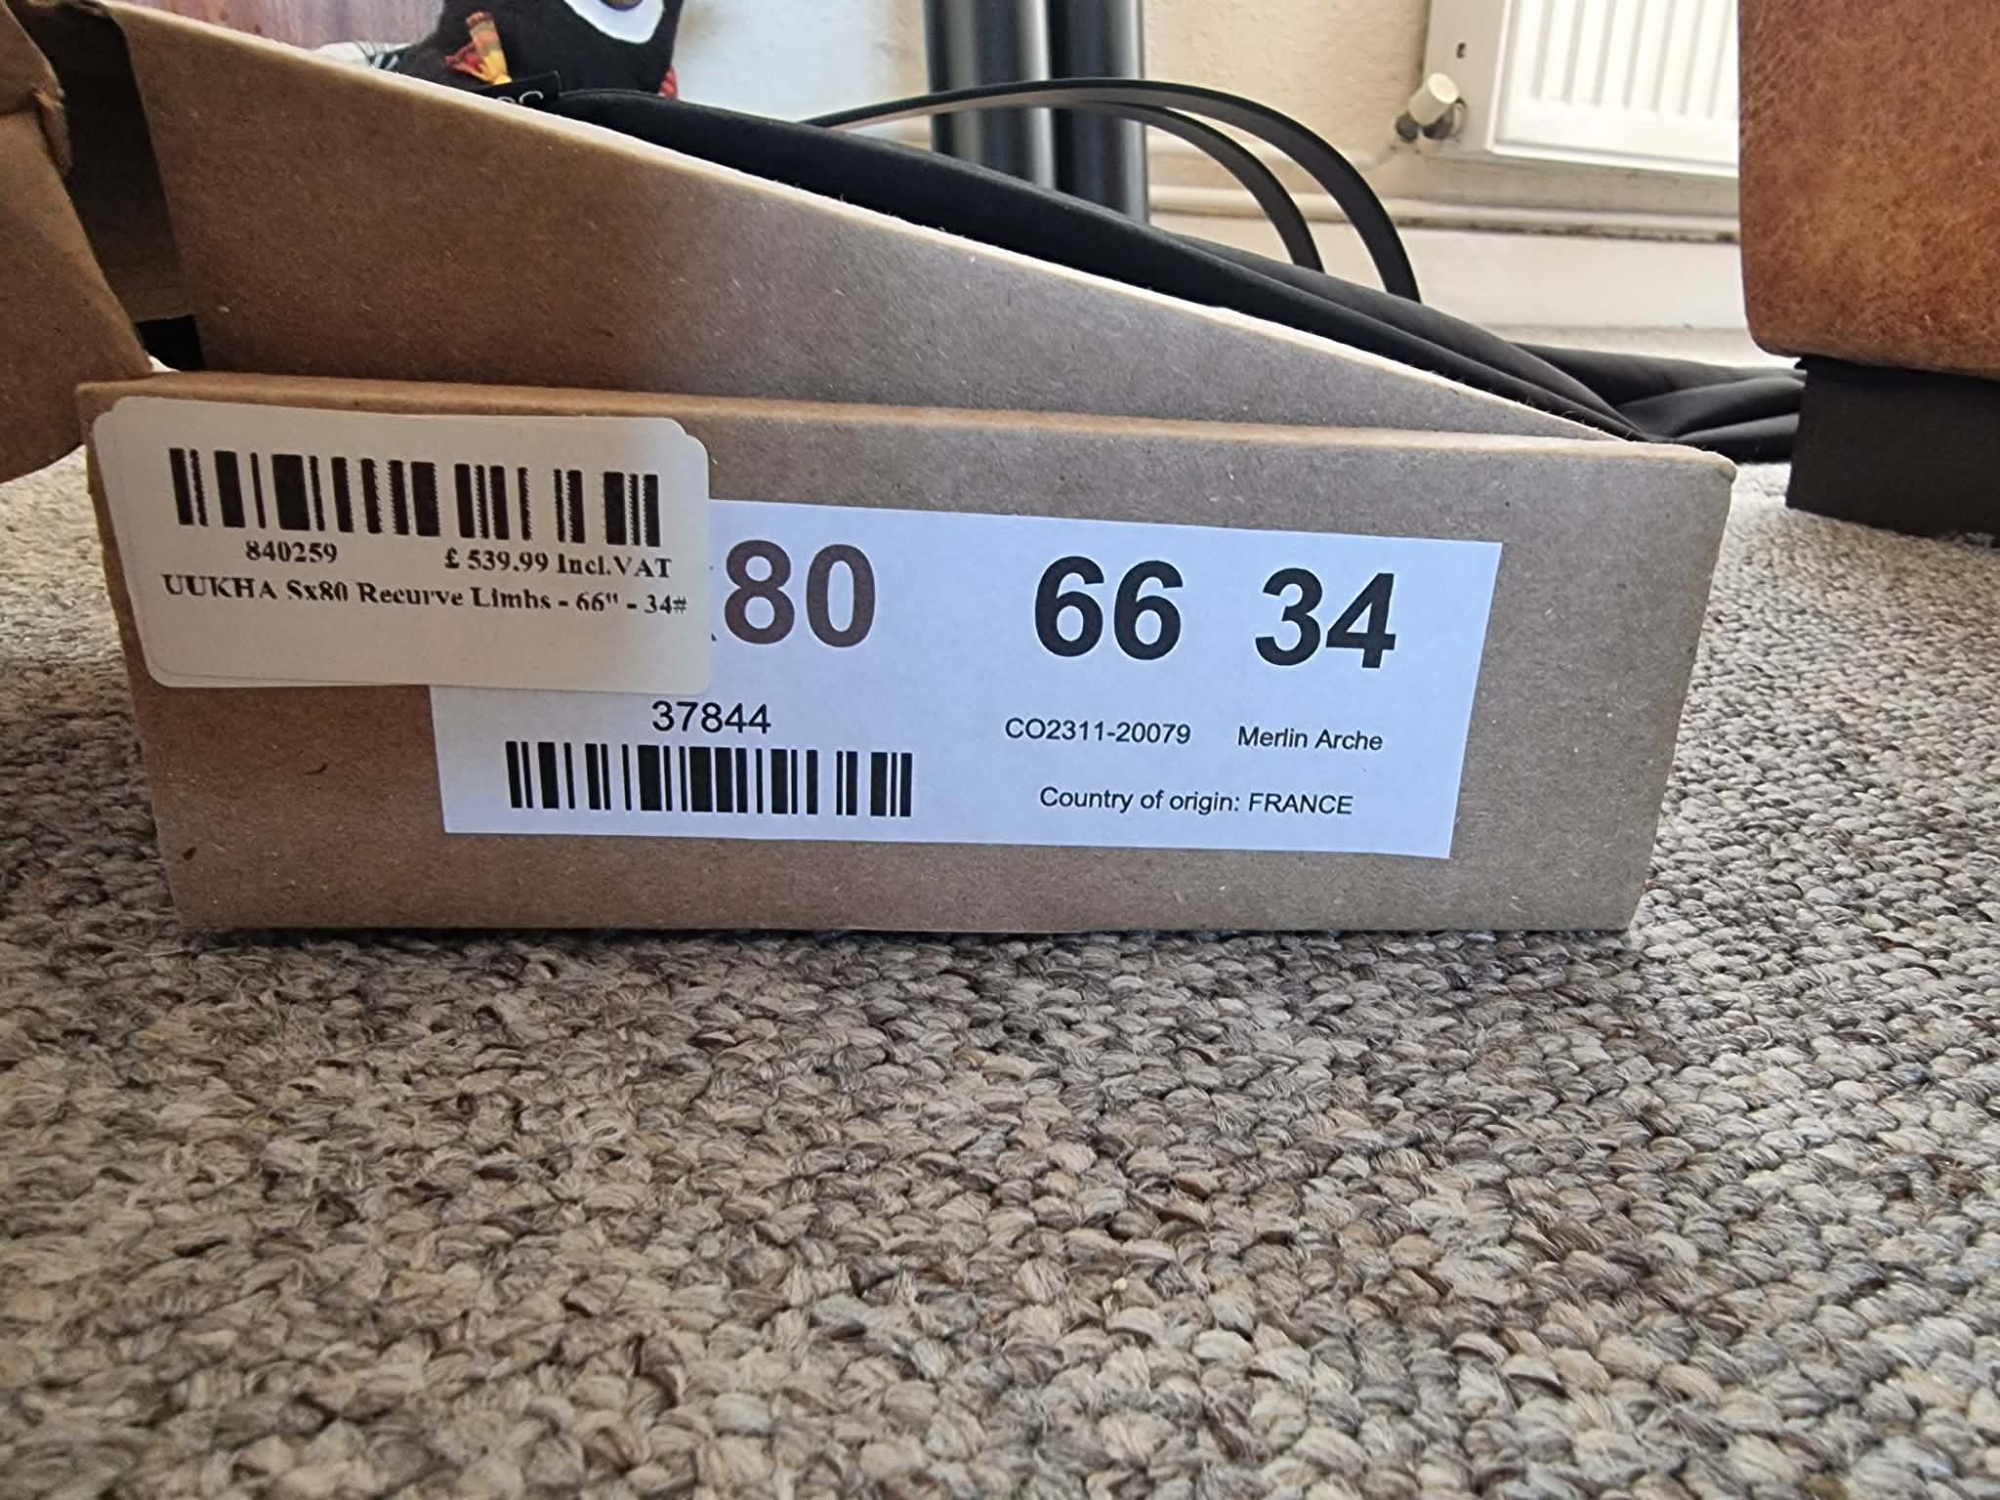 840259 £ 539.99 Incl.VAT
UUKHA Sx80 Recurve Limbs - 66" - 34#
80 66 34
37844
CO2311-20079 Merlin Arche
Country of origin: FRANCE